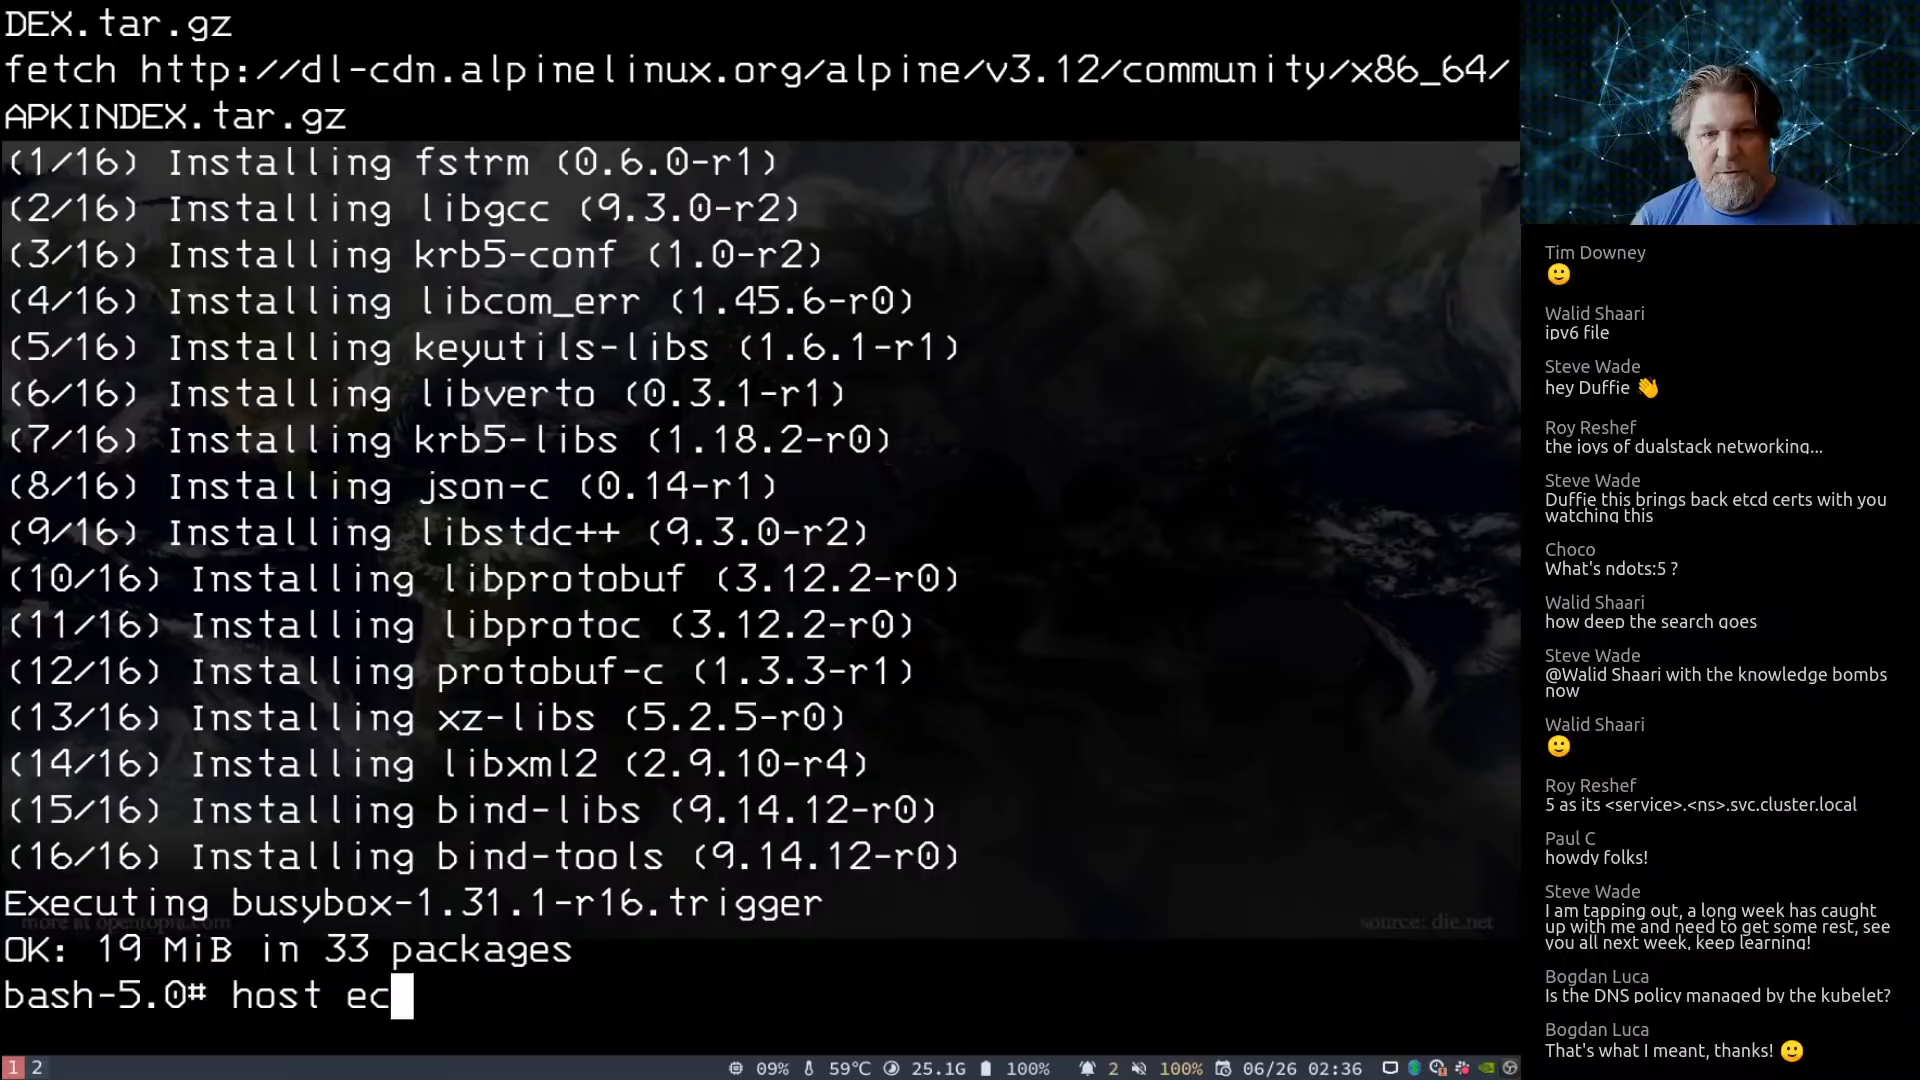 DEX.tar.gz
fetch http://dl-cdn.alpinelinux.org/alpine/v3.12/community/x86_64/
APKINDEX.tar.gz
(1/16) Installing fstrm (0.6.0-r1)
(2/16) Installing libgcc (9.3.0-r2)
(3/16) Installing krb5-conf (1.0-r2)
(4/16) Installing libcom_err (1.45.6-r0)
(5/16) Installing keyutils-libs (1.6.1-r1)
(6/16) Installing libverto (0.3.1-r1)
(7/16) Installing krb5-libs (1.18.2-r0)
(8/16) Installing json-c (0.14-r1)
(9/16) Installing libstdc++ (9.3.0-r2)
(10/16) Installing libprotobuf (3.12.2-r0)
(11/16) Installing libprotoc (3.12.2-r0)
(12/16) Installing protobuf-c (1.3.3-r1)
(13/16) Installing xz-libs (5.2.5-r0)
(14/16) Installing libxml2 (2.9.10-r4)
(15/16) Installing bind-libs (9.14.12-r0)
(16/16) Installing bind-tools (9.14.12-r0)
Executing busybox-1.31.1-r16.trigger
source: die.net
OK: 19 MiB in 33 packages
bash-5.0# host ec
1 2
09% 59°C 25.1G 100% 2 100% 06/26 02:36
Tim Downey
🙂
Walid Shaari
ipv6 file
Steve Wade
hey Duffie 👋
Roy Reshef
the joys of dualstack networking...
Steve Wade
Duffie this brings back etcd certs with you
watching this
Choco
What's ndots:5 ?
Walid Shaari
how deep the search goes
Steve Wade
@Walid Shaari with the knowledge bombs
now
Walid Shaari
🙂
Roy Reshef
5 as its <service>.<ns>.svc.cluster.local
Paul C
howdy folks!
Steve Wade
I am tapping out, a long week has caught
up with me and need to get some rest, see
you all next week, keep learning!
Bogdan Luca
Is the DNS policy managed by the kubelet?
Bogdan Luca
That's what I meant, thanks! 🙂